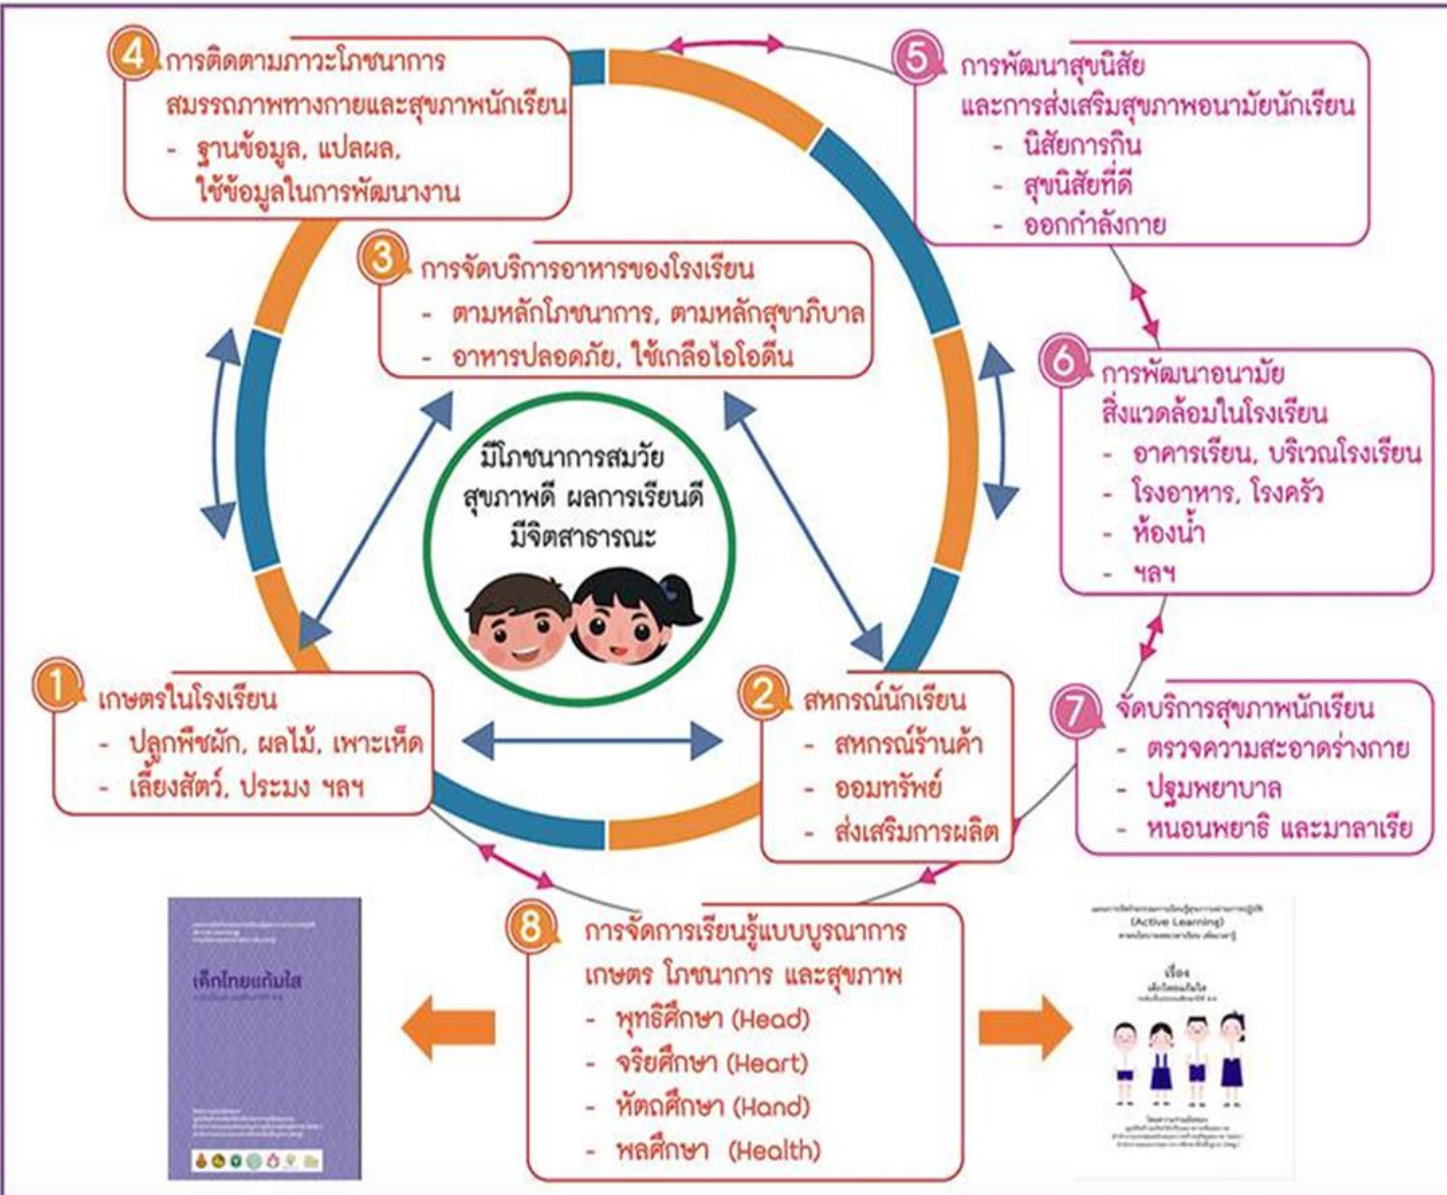 4
การติดตามภาวะโภชนาการ
สมรรถภาพทางกายและสุขภาพนักเรียน
- ฐานข้อมูล, แปลผล,
ใช้ข้อมูลในการพัฒนางาน
5
การพัฒนาสุขนิสัย
และการส่งเสริมสุขภาพอนามัยนักเรียน
- นิสัยการกิน
- สุขนิสัยที่ดี
- ออกกำลังกาย
3
การจัดบริการอาหารของโรงเรียน
- ตามหลักโภชนาการ, ตามหลักสุขาภิบาล
- อาหารปลอดภัย, ใช้เกลือไอโอดีน
6
การพัฒนาอนามัย
สิ่งแวดล้อมในโรงเรียน
- อาคารเรียน, บริเวณโรงเรียน
- โรงอาหาร, โรงครัว
- ห้องน้ำ
- ฯลฯ
มีโภชนาการสมวัย
สุขภาพดี ผลการเรียนดี
มีจิตสาธารณะ
1
เกษตรในโรงเรียน
- ปลูกพืชผัก, ผลไม้, เพาะเห็ด
- เลี้ยงสัตว์, ประมง ฯลฯ
2
สหกรณ์นักเรียน
- สหกรณ์ร้านค้า
- ออมทรัพย์
- ส่งเสริมการผลิต
7
จัดบริการสุขภาพนักเรียน
- ตรวจความสะอาดร่างกาย
- ปฐมพยาบาล
- หนอนพยาธิ และมาลาเรีย
8
การจัดการเรียนรู้แบบบูรณาการ
เกษตร โภชนาการ และสุขภาพ
- พุทธิศึกษา (Head)
- จริยศึกษา (Heart)
- หัตถศึกษา (Hand)
- พลศึกษา (Health)
เด็กไทยแก้มใส
(Active Learning)
เรื่อง
เด็กไทยแก้มใส